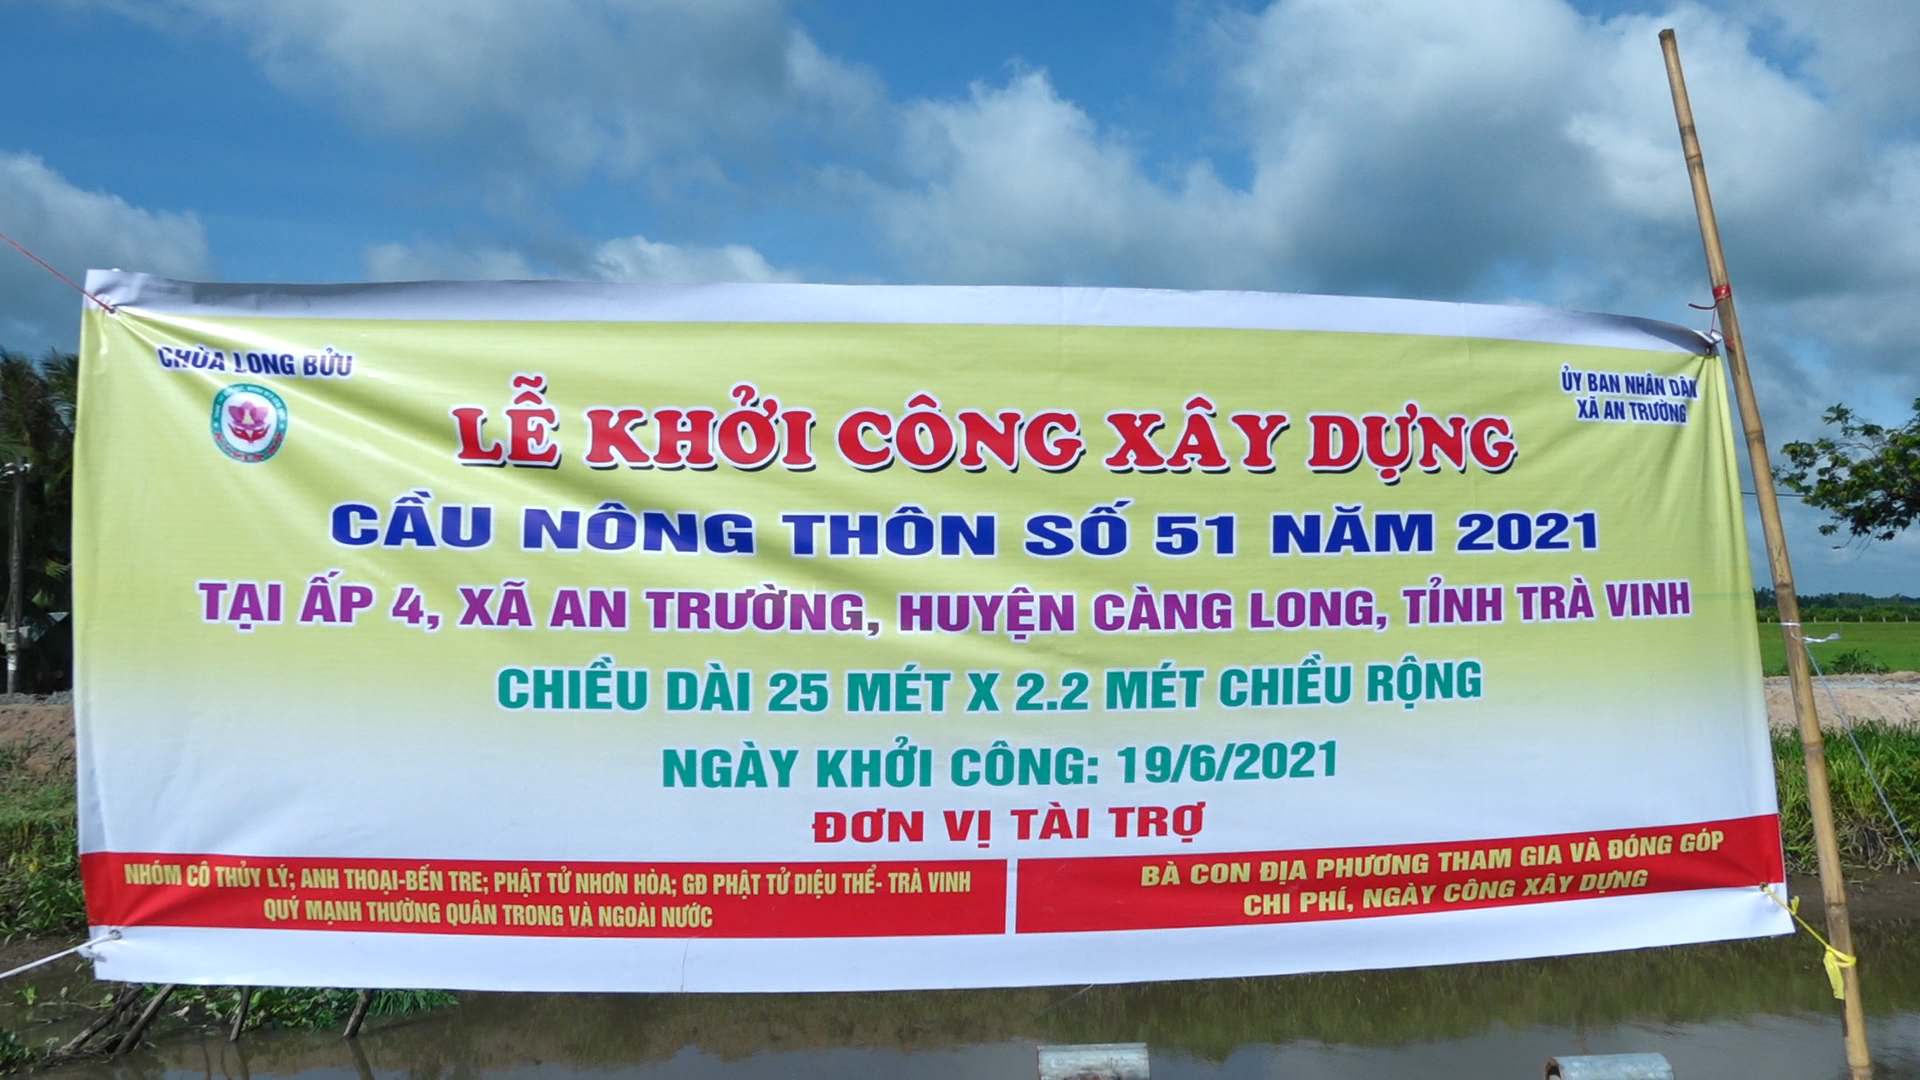 CHÙA LONG BỬU
ỦY BAN NHÂN DÂN
XÃ AN TRƯỜNG
LỄ KHỞI CÔNG XÂY DỰNG
CẦU NÔNG THÔN SỐ 51 NĂM 2021
TẠI ẤP 4, XÃ AN TRƯỜNG, HUYỆN CÀNG LONG, TỈNH TRÀ VINH
CHIỀU DÀI 25 MÉT X 2.2 MÉT CHIỀU RỘNG
NGÀY KHỞI CÔNG: 19/6/2021
ĐƠN VỊ TÀI TRỢ
NHÓM CÔ THỦY LÝ; ANH THOẠI-BẾN TRE; PHẬT TỬ NHƠN HÒA; GĐ PHẬT TỬ DIỆU THỂ- TRÀ VINH
QUÝ MẠNH THƯỜNG QUÂN TRONG VÀ NGOÀI NƯỚC
BÀ CON ĐỊA PHƯƠNG THAM GIA VÀ ĐÓNG GÓP
CHI PHÍ, NGÀY CÔNG XÂY DỰNG